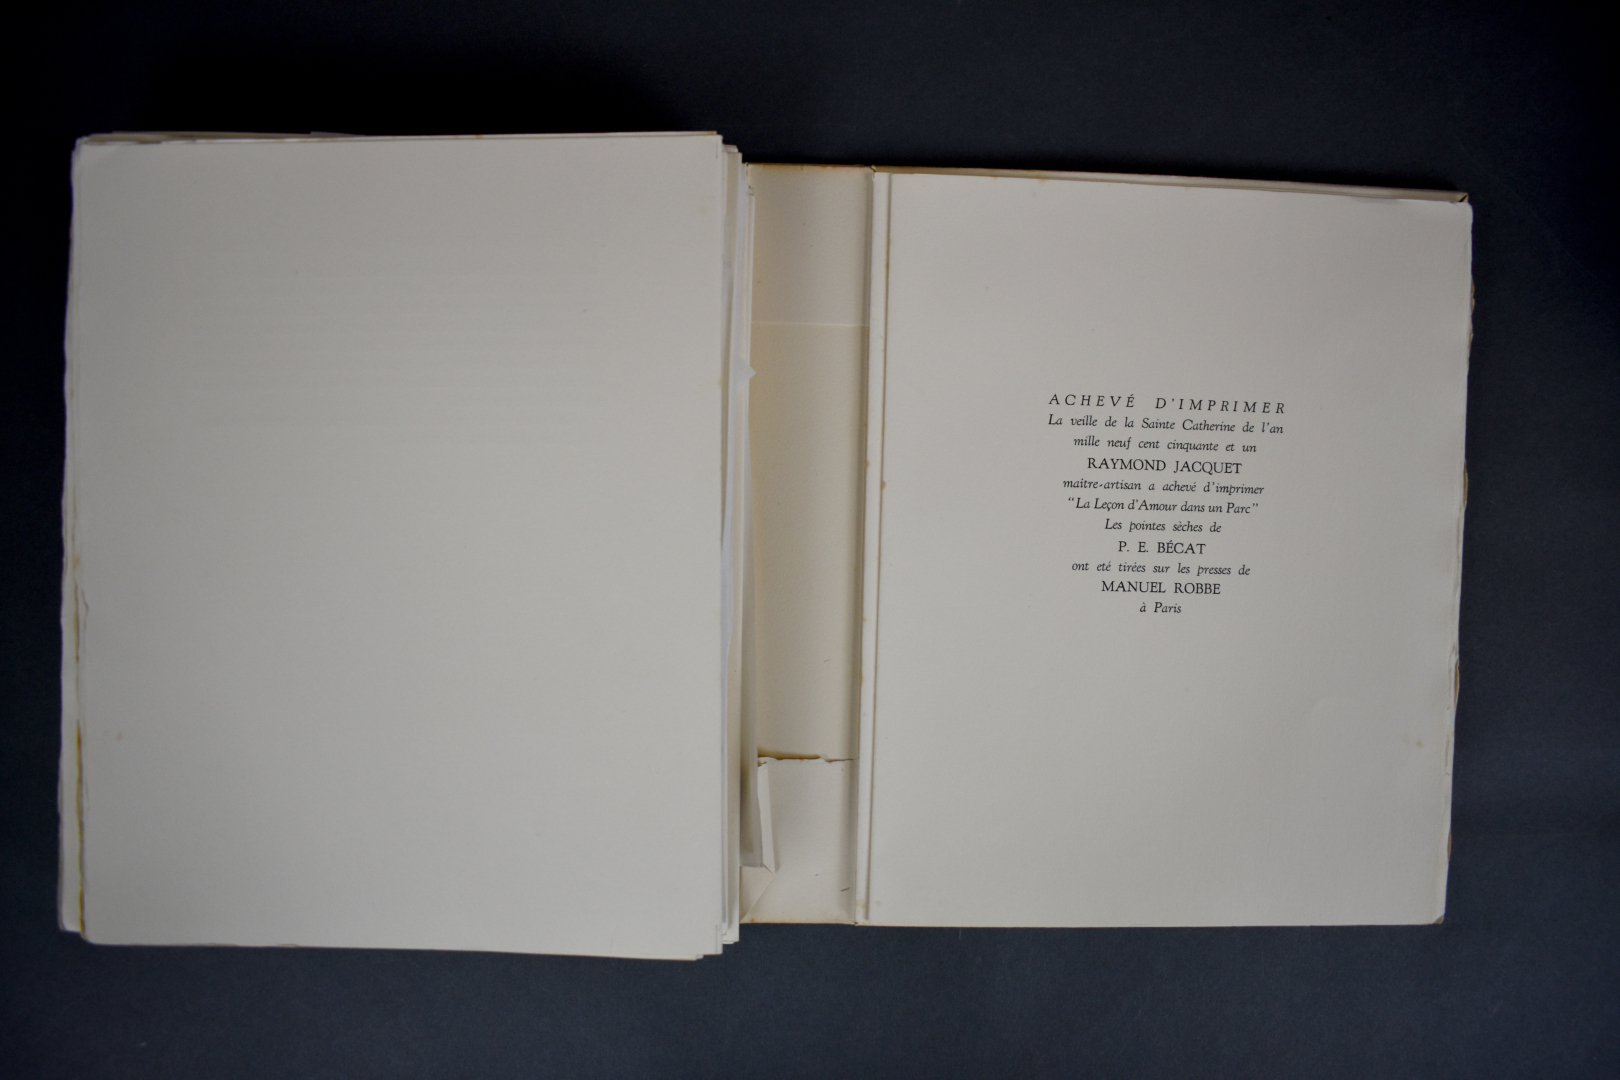 ACHEVÉ D'IMPRIMER
La veille de la Sainte Catherine de l'an
mille neuf cent cinquante et un
RAYMOND JACQUET
maître-artisan a achevé d'imprimer
"La Leçon d'Amour dans un Parc"
Les pointes sèches de
P. E. BÉCAT
ont eté tirées sur les presses de
MANUEL ROBBE
à Paris